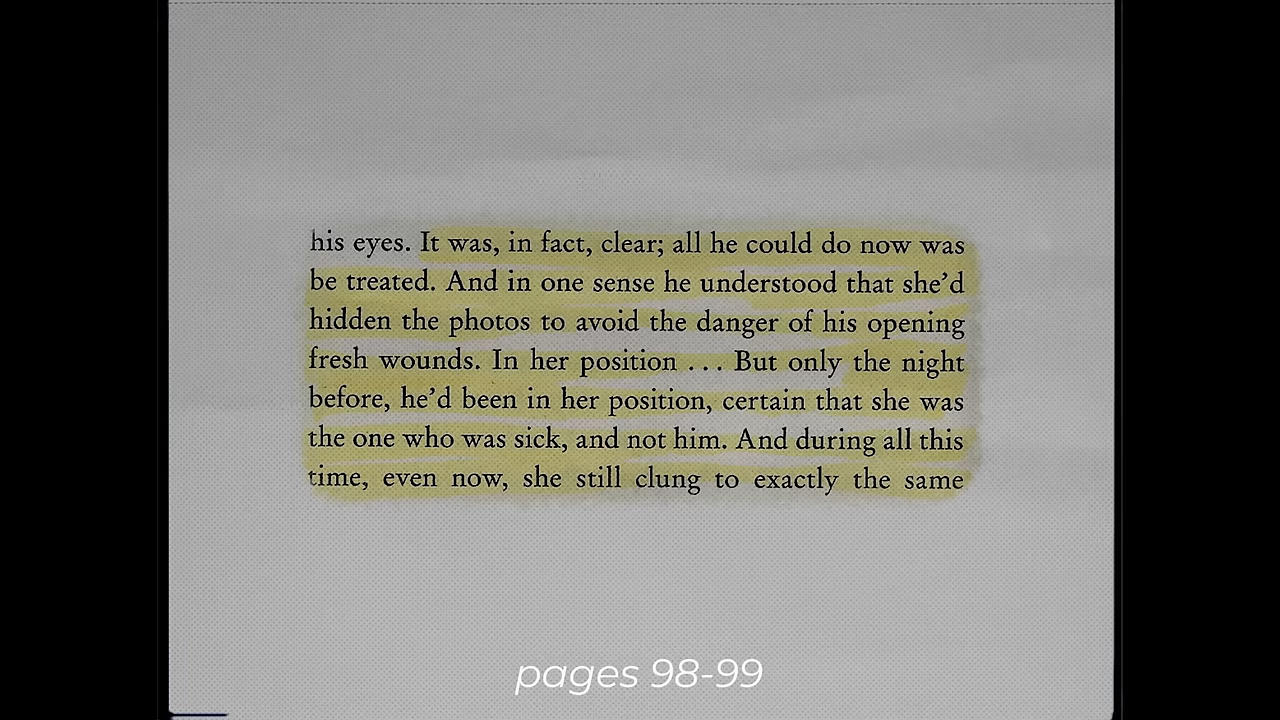 his eyes. It was, in fact, clear; all he could do now was
be treated. And in one sense he understood that she’d
hidden the photos to avoid the danger of his opening
fresh wounds. In her position . . . But only the night
before, he’d been in her position, certain that she was
the one who was sick, and not him. And during all this
time, even now, she still clung to exactly the same
pages 98-99